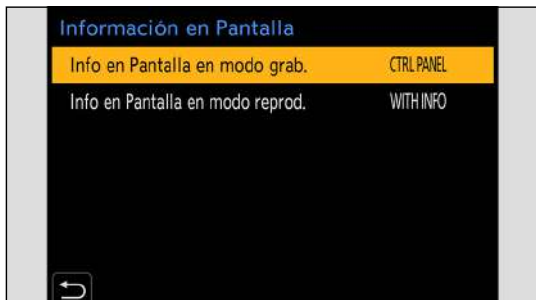 Información en Pantalla
Info en Pantalla en modo grab. CTRL PANEL
Info en Pantalla en modo reprod. WITH INFO